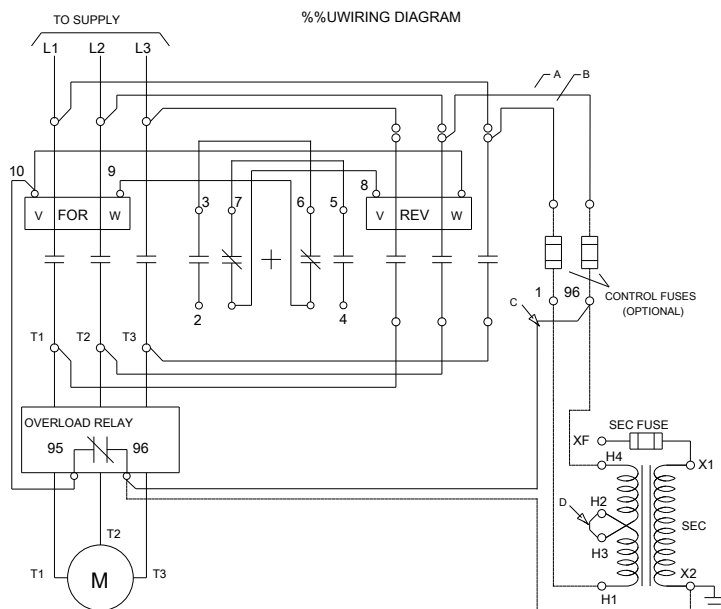 %%UWIRING DIAGRAM
TO SUPPLY
L1 L2 L3
A B
10 9 3 7 6 5 8
V FOR W
V REV W
2 4
1 96
C
CONTROL FUSES
(OPTIONAL)
T1 T2 T3
OVERLOAD RELAY
95 96
SEC FUSE
XF
H4 X1
D H2
H3
SEC
T2
T1 M T3
X2
H1